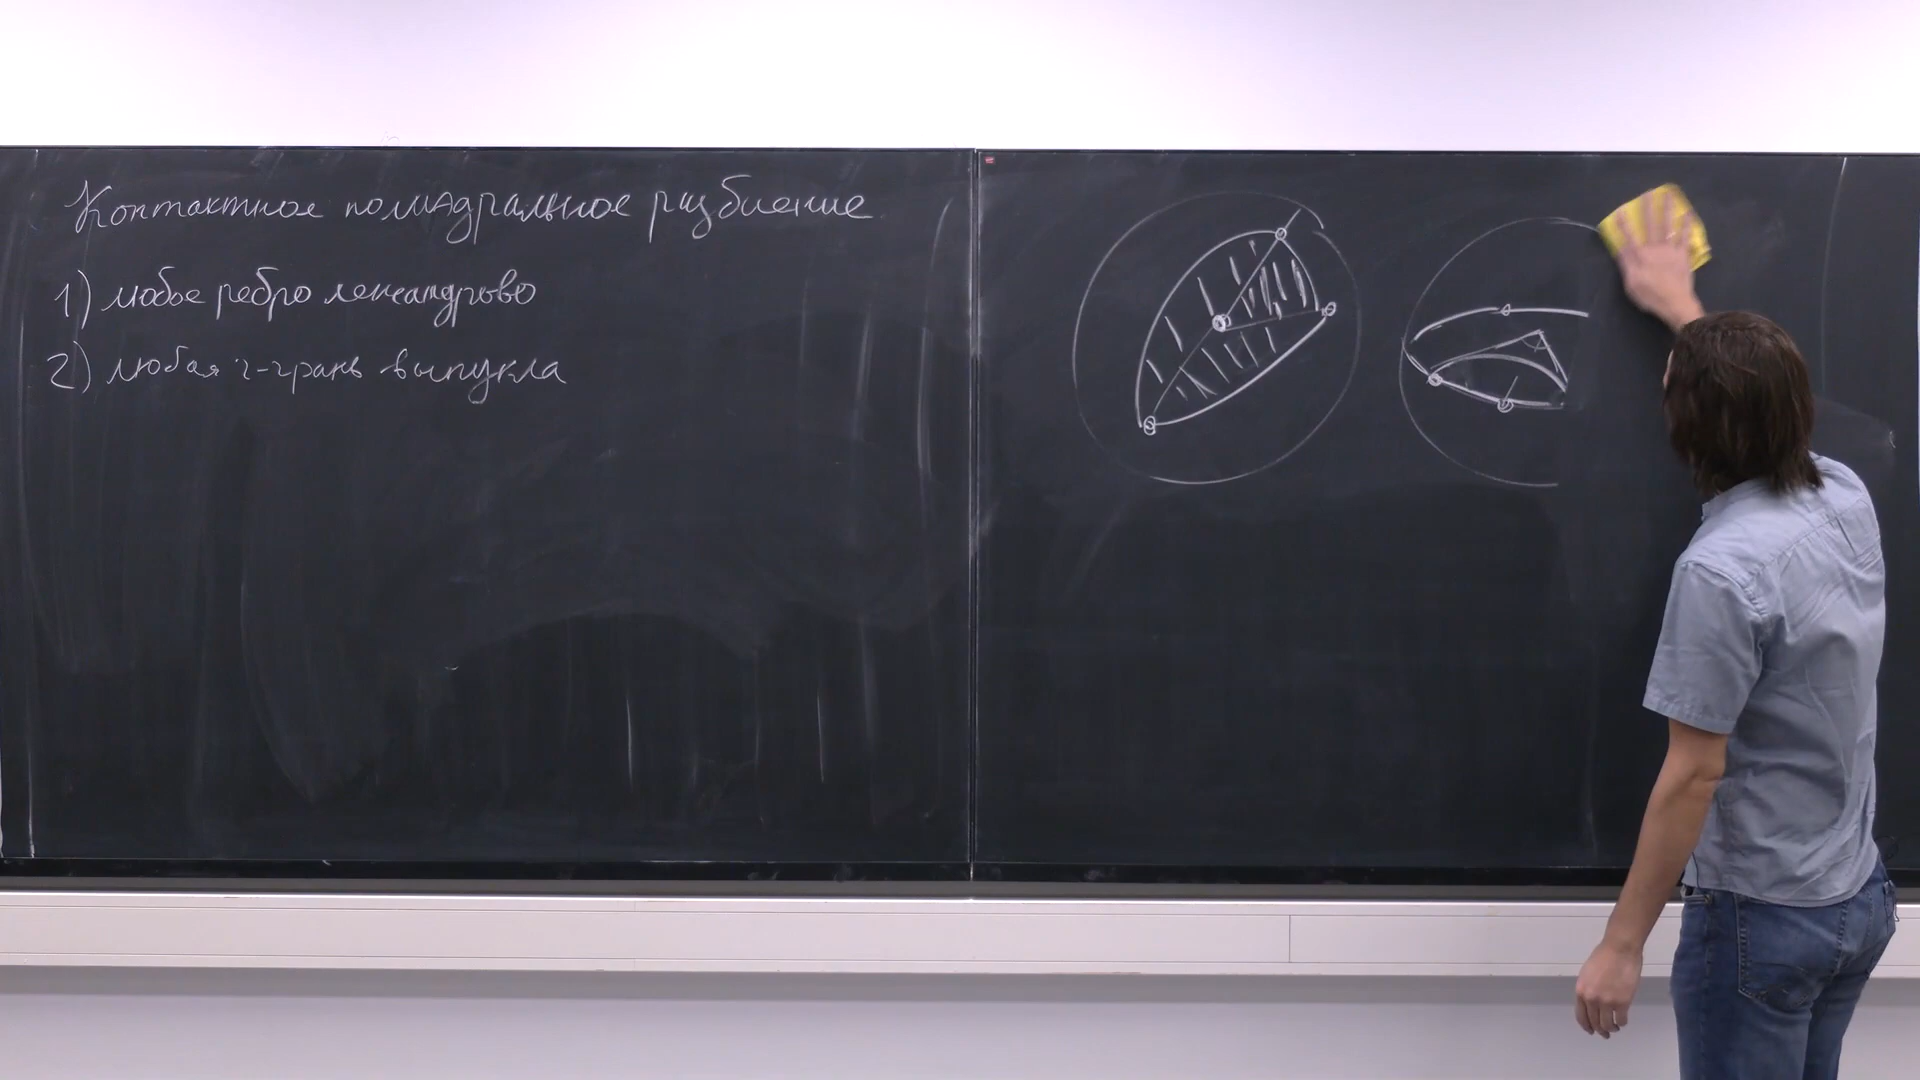 Контактное полиэдральное разбиение
1) любое ребро лежандрово
2) любая 2-грань выпукла